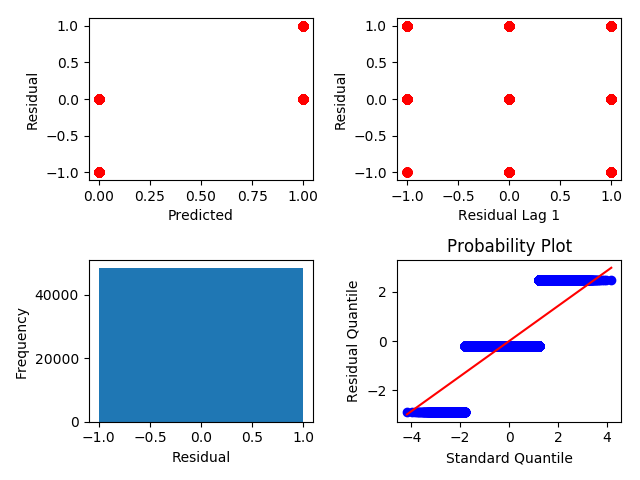 1.0
0.5
0.0
−0.5
−1.0
Residual
0.00 0.25 0.50 0.75 1.00
Predicted
1.0
0.5
0.0
−0.5
−1.0
Residual
−1.0 −0.5 0.0 0.5 1.0
Residual Lag 1
40000
20000
0
Frequency
−1.0 −0.5 0.0 0.5 1.0
Residual
Probability Plot
2
0
−2
Residual Quantile
−4 −2 0 2 4
Standard Quantile